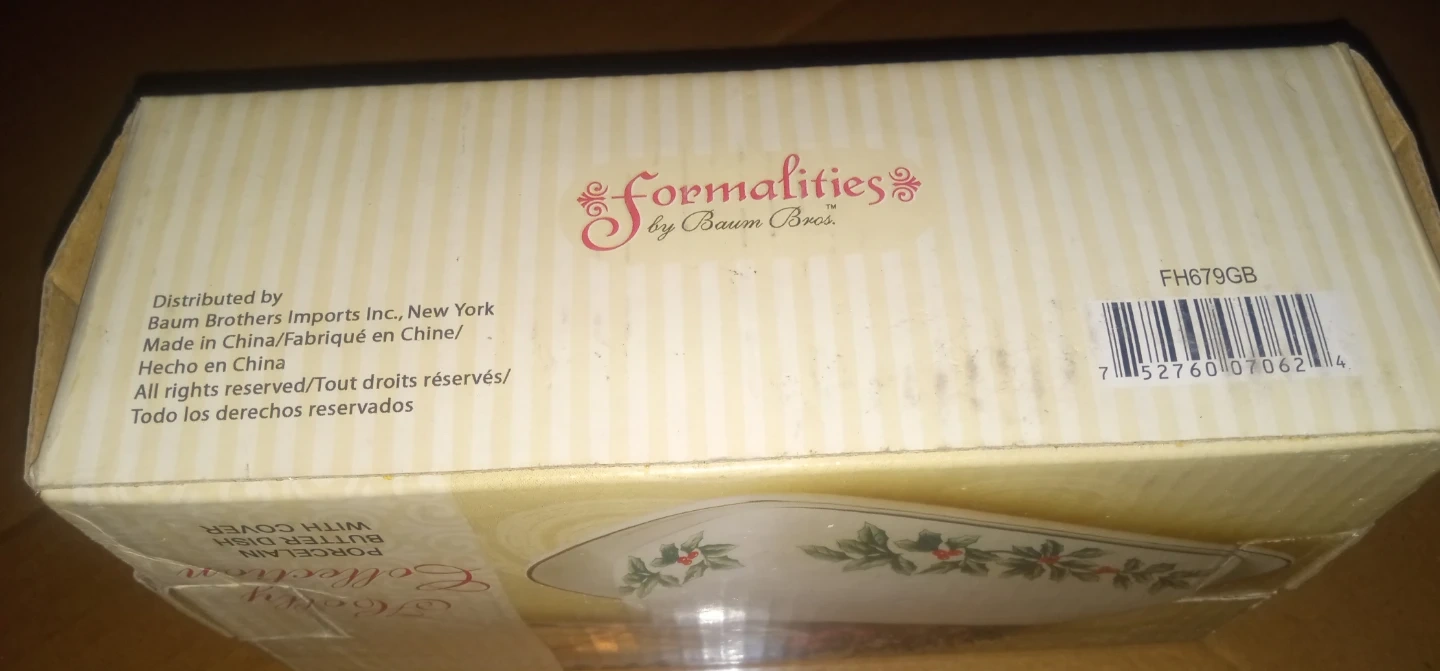 formalities
by Baum Bros.™
Distributed by
Baum Brothers Imports Inc., New York
Made in China/Fabriqué en Chine/
Hecho en China
All rights reserved/Tout droits réservés/
Todo los derechos reservados
FH679GB
7 52760 07062 4
Holly
Collection
PORCELAIN
BUTTER DISH
WITH COVER